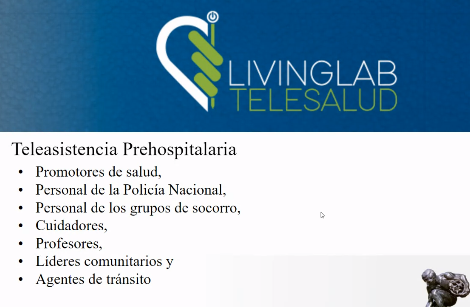 LIVINGLAB
TELESALUD
Teleasistencia Prehospitalaria
• Promotores de salud,
• Personal de la Policía Nacional,
• Personal de los grupos de socorro,
• Cuidadores,
• Profesores,
• Líderes comunitarios y
• Agentes de tránsito